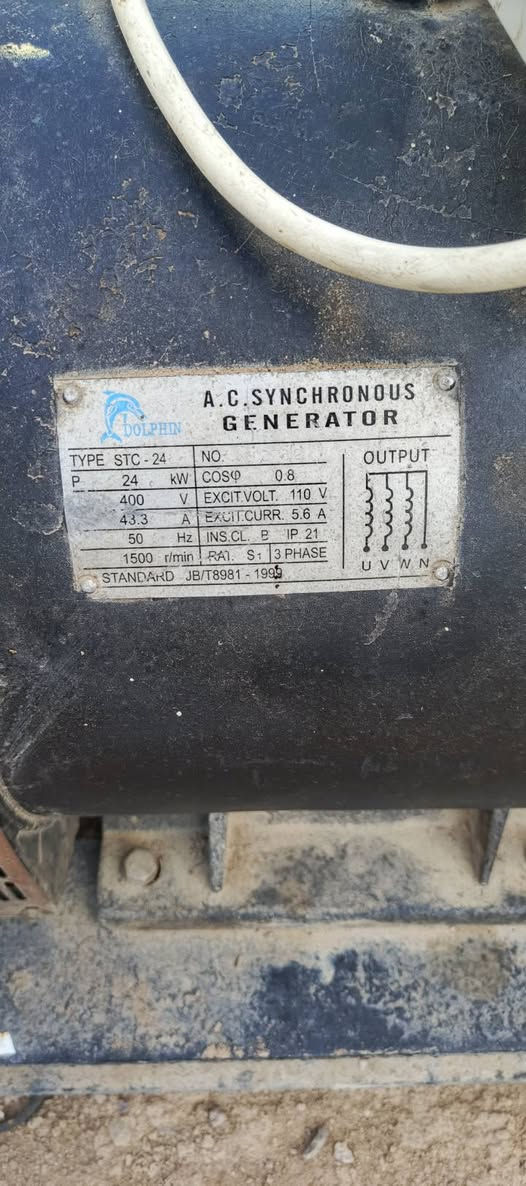 DOLPHIN
A.C.SYNCHRONOUS
GENERATOR
TYPE STC-24 NO.
P 24 kW COSφ 0.8
400 V EXCIT.VOLT. 110 V
43.3 A EXCIT.CURR. 5.6 A
50 Hz INS.CL. B IP 21
1500 r/min RAT. S1 3 PHASE
STANDARD JB/T8981-1999
OUTPUT
U V W N